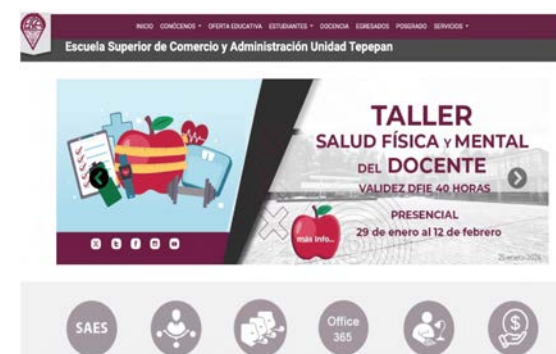 INICIO CONÓCENOS OFERTA EDUCATIVA ESTUDIANTES DOCENCIA EGRESADOS POSGRADO SERVICIOS
Escuela Superior de Comercio y Administración Unidad Tepepan
TALLER
SALUD FÍSICA Y MENTAL
DEL DOCENTE
VALIDEZ DFIE 40 HORAS
PRESENCIAL
29 de enero al 12 de febrero
más info...
SAES
Office
365